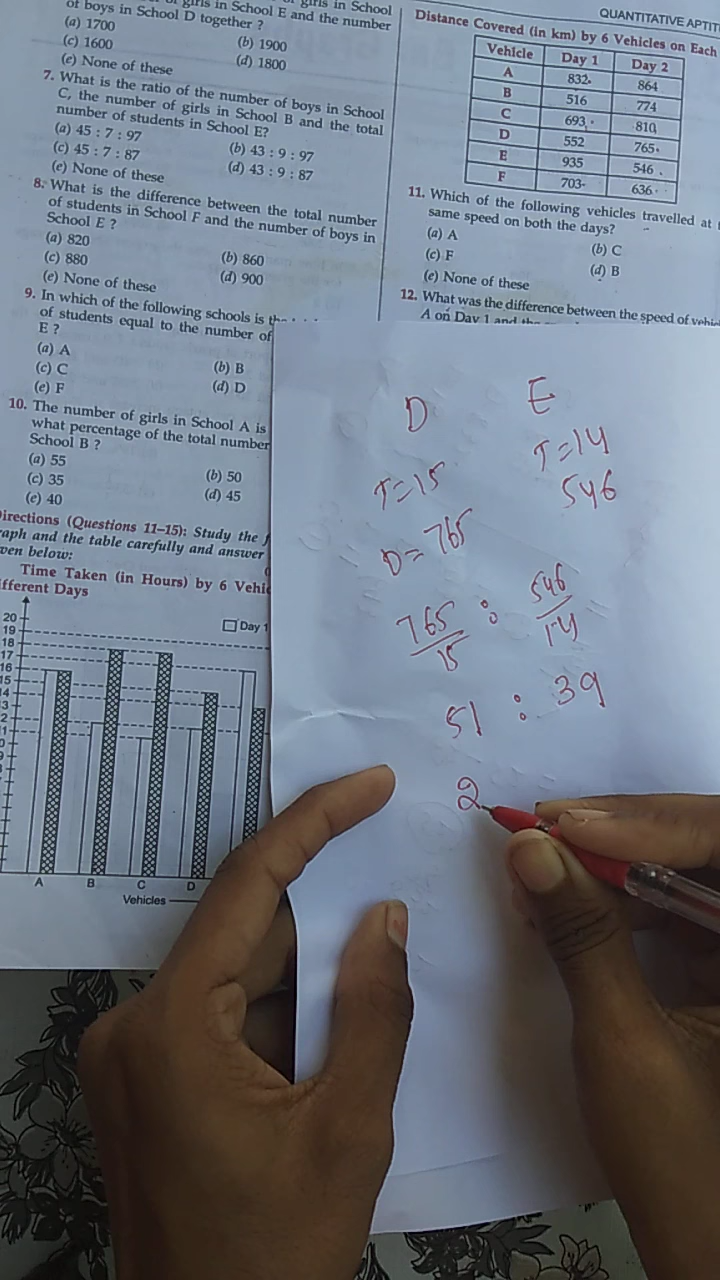 of boys in School D together ?
(a) 1700
(b) 1900
(c) 1600
(d) 1800
(e) None of these
7. What is the ratio of the number of boys in School
C, the number of girls in School B and the total
number of students in School E?
(a) 45 : 7 : 97
(b) 43 : 9 : 97
(c) 45 : 7 : 87
(d) 43 : 9 : 87
(e) None of these
8. What is the difference between the total number
of students in School F and the number of boys in
School E ?
(a) 820
(b) 860
(c) 880
(d) 900
(e) None of these
9. In which of the following schools is the
of students equal to the number of
E ?
(a) A
(b) B
(c) C
(d) D
(e) F
10. The number of girls in School A is
what percentage of the total number
School B ?
(a) 55
(b) 50
(c) 35
(d) 45
(e) 40
(Questions 11–15): Study the
and the table carefully and answer
below:
Time Taken (in Hours) by 6
Days
20
19
18
17
16
15
Day 1
A B C D
Vehicles
QUANTITATIVE
Distance Covered (in km) by 6 Vehicles on Each
Vehicle Day 1 Day 2
A 832 864
B 516 774
C 693 810
D 552 765
E 935 546
F 703 636
11. Which of the following vehicles travelled at
same speed on both the days?
(a) A
(b) C
(c) F
(d) B
(e) None of these
12. What was the difference between the speed of
A on Day 1 and
D E
T=15 T=14
D=765 546
765/15 : 546/14
51 : 39
2